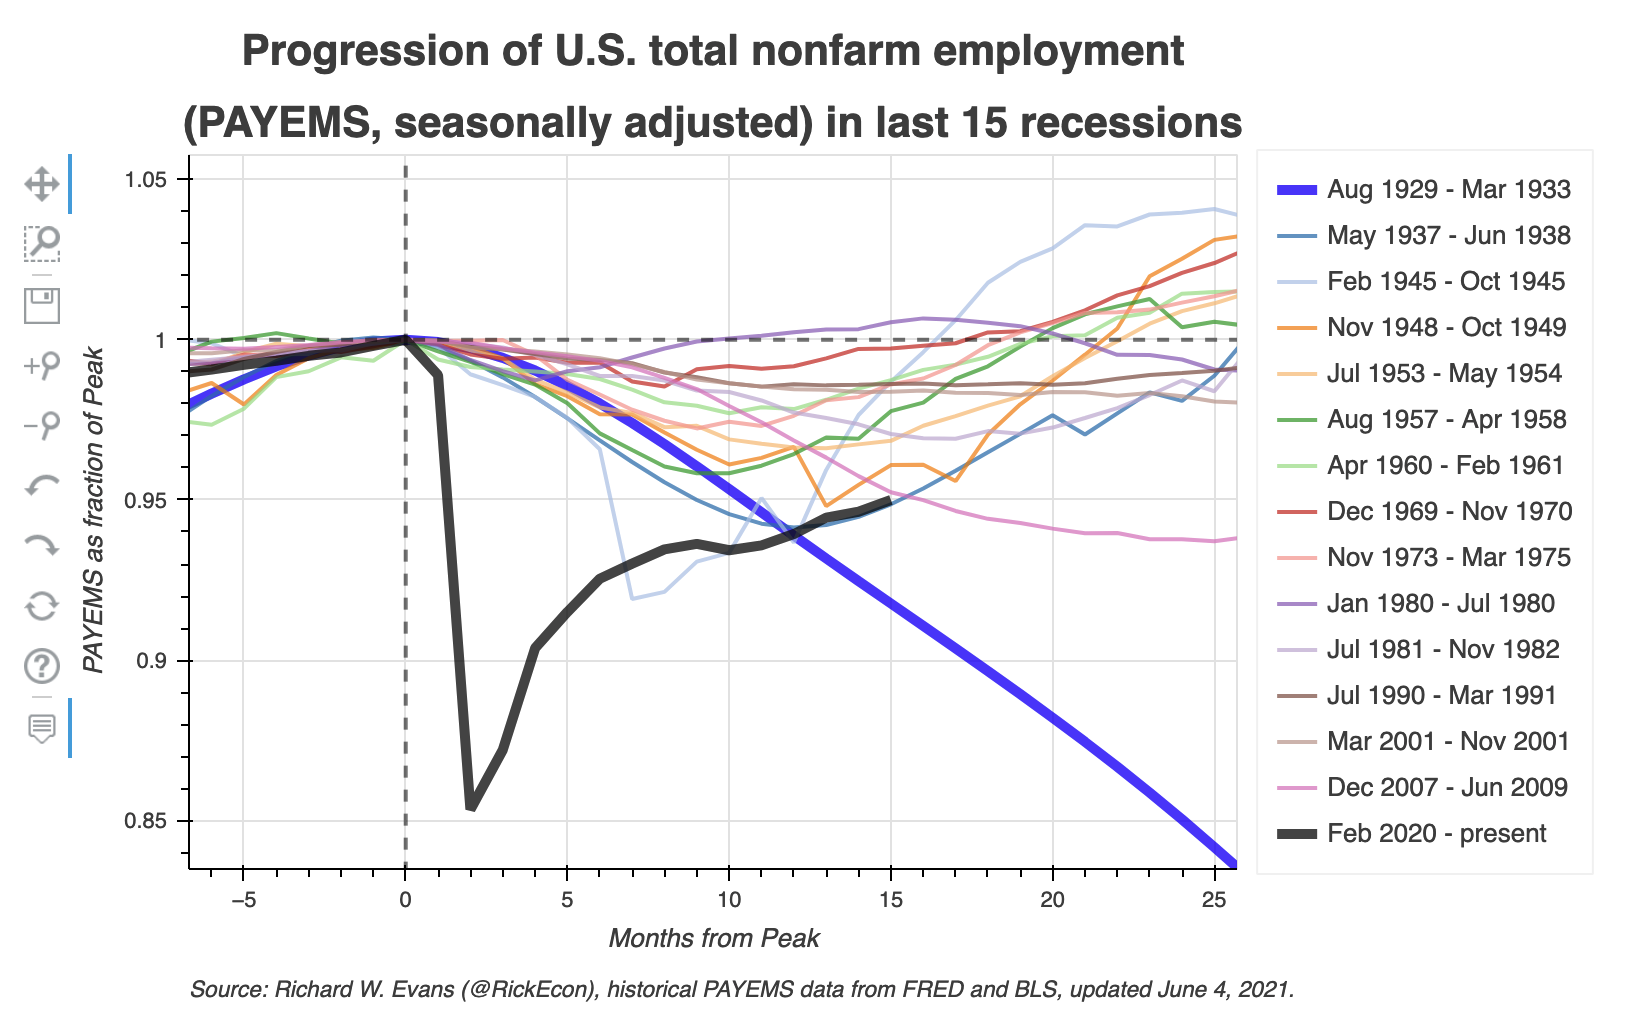 Progression of U.S. total nonfarm employment
(PAYEMS, seasonally adjusted) in last 15 recessions
1.05
1
0.95
0.9
0.85
PAYEMS as fraction of Peak
−5
0
5
10
15
20
25
Months from Peak
Aug 1929 - Mar 1933
May 1937 - Jun 1938
Feb 1945 - Oct 1945
Nov 1948 - Oct 1949
Jul 1953 - May 1954
Aug 1957 - Apr 1958
Apr 1960 - Feb 1961
Dec 1969 - Nov 1970
Nov 1973 - Mar 1975
Jan 1980 - Jul 1980
Jul 1981 - Nov 1982
Jul 1990 - Mar 1991
Mar 2001 - Nov 2001
Dec 2007 - Jun 2009
Feb 2020 - present
Source: Richard W. Evans (@RickEcon), historical PAYEMS data from FRED and BLS, updated June 4, 2021.